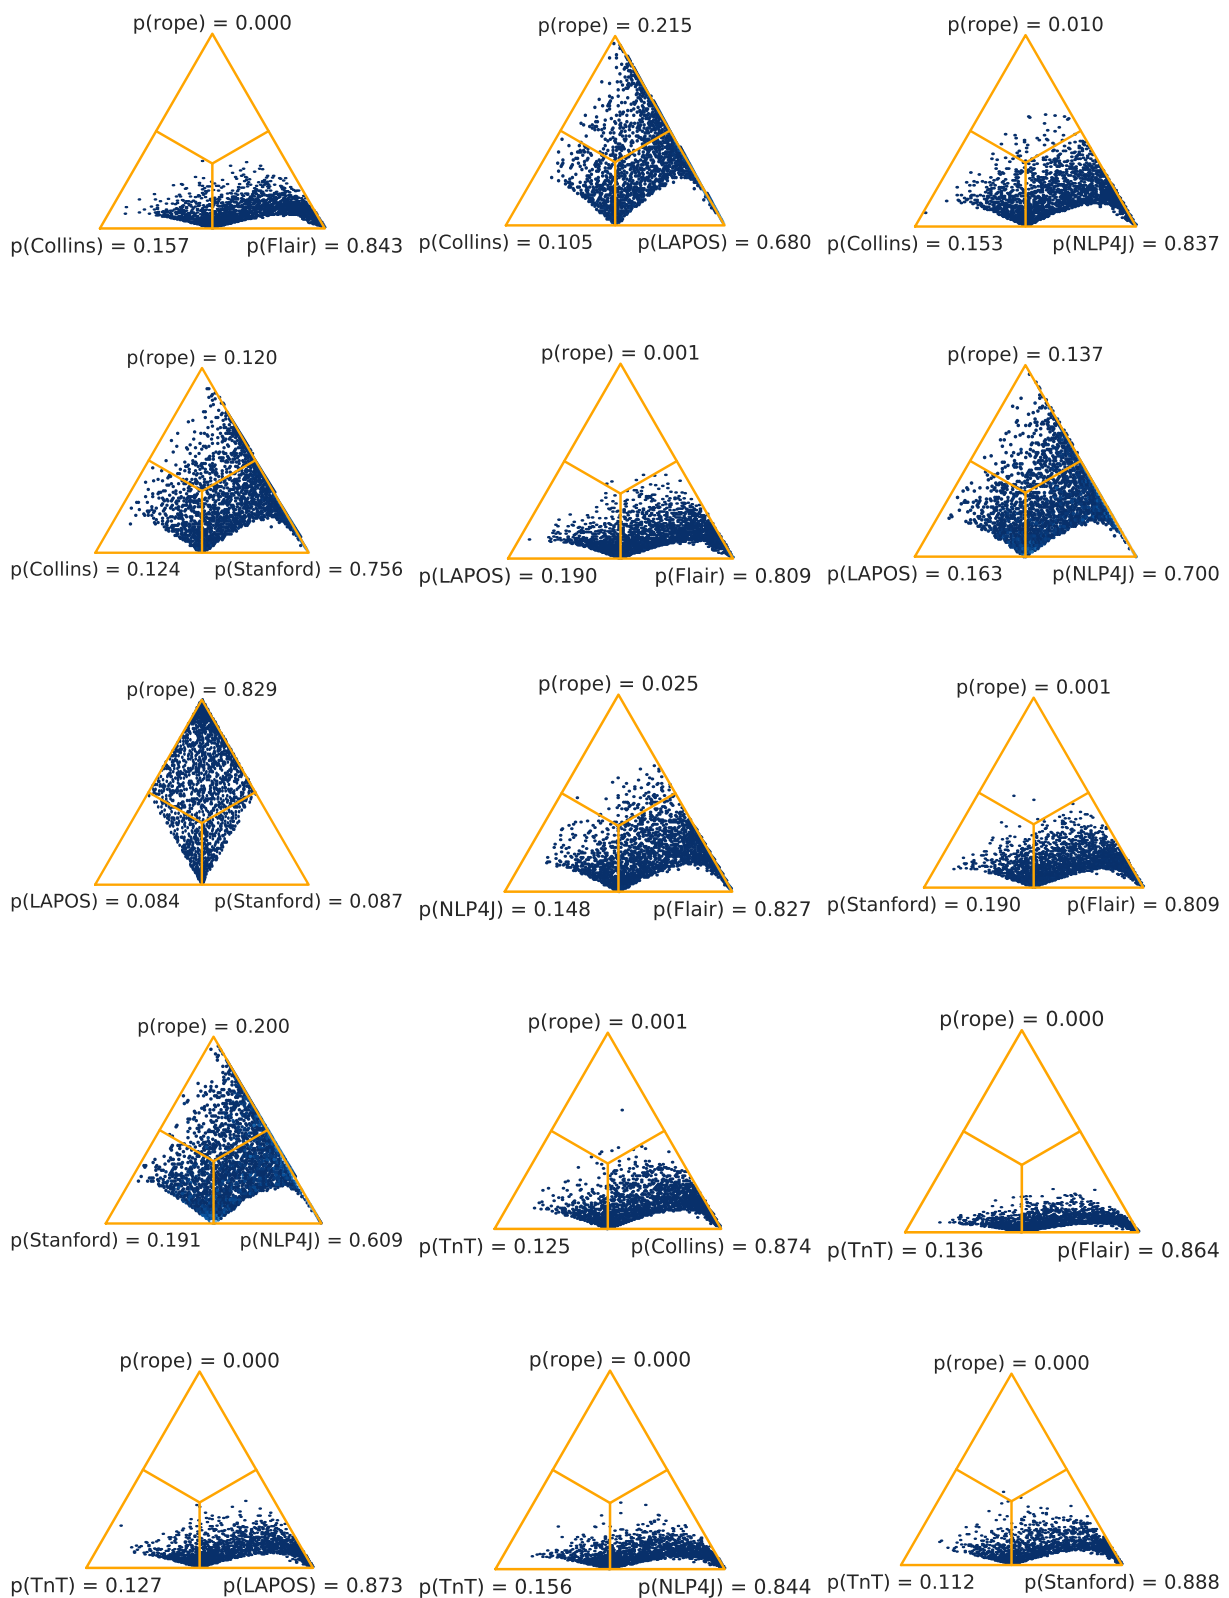 p(rope) = 0.000
p(Collins) = 0.157 p(Flair) = 0.843
p(rope) = 0.215
p(Collins) = 0.105 p(LAPOS) = 0.680
p(rope) = 0.010
p(Collins) = 0.153 p(NLP4J) = 0.837
p(rope) = 0.120
p(Collins) = 0.124 p(Stanford) = 0.756
p(rope) = 0.001
p(LAPOS) = 0.190 p(Flair) = 0.809
p(rope) = 0.137
p(LAPOS) = 0.163 p(NLP4J) = 0.700
p(rope) = 0.829
p(LAPOS) = 0.084 p(Stanford) = 0.087
p(rope) = 0.025
p(NLP4J) = 0.148 p(Flair) = 0.827
p(rope) = 0.001
p(Stanford) = 0.190 p(Flair) = 0.809
p(rope) = 0.200
p(Stanford) = 0.191 p(NLP4J) = 0.609
p(rope) = 0.001
p(TnT) = 0.125 p(Collins) = 0.874
p(rope) = 0.000
p(TnT) = 0.136 p(Flair) = 0.864
p(rope) = 0.000
p(TnT) = 0.127 p(LAPOS) = 0.873
p(rope) = 0.000
p(TnT) = 0.156 p(NLP4J) = 0.844
p(rope) = 0.000
p(TnT) = 0.112 p(Stanford) = 0.888